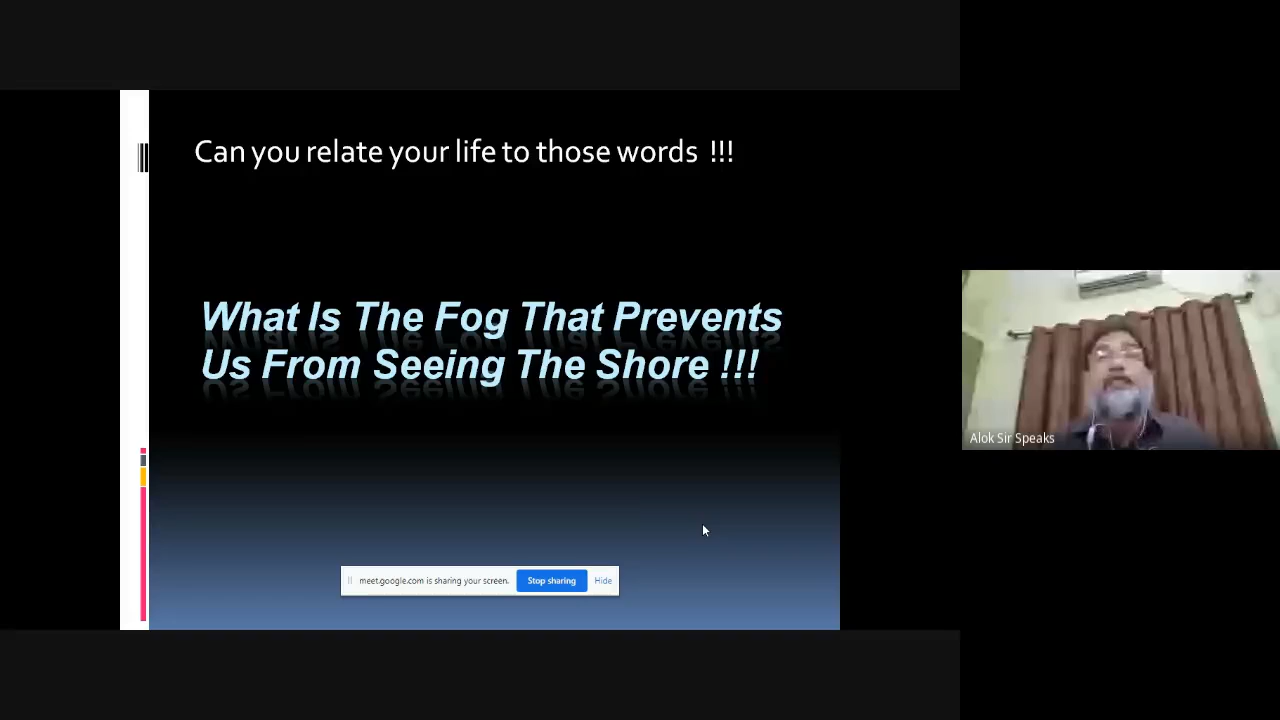 Can you relate your life to those words !!!
What Is The Fog That Prevents
Us From Seeing The Shore !!!
Alok Sir Speaks
meet.google.com is sharing your screen. Stop sharing Hide